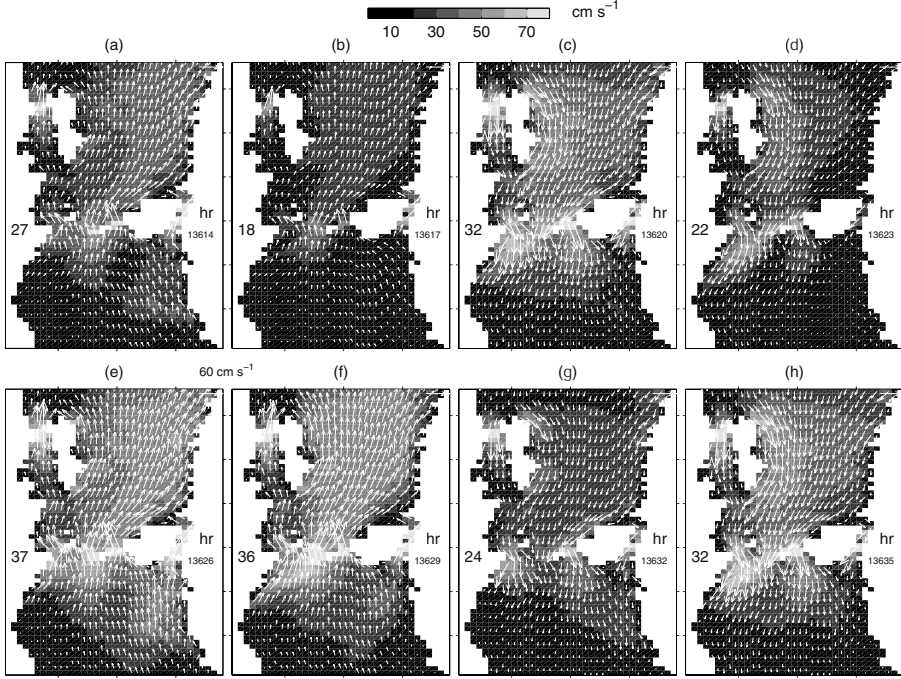 cm s⁻¹
10 30 50 70
(a) (b) (c) (d)
hr hr hr hr
27 13614 18 13617 32 13620 22 13623
(e) 60 cm s⁻¹ (f) (g) (h)
hr hr hr hr
37 13626 36 13629 24 13632 32 13635